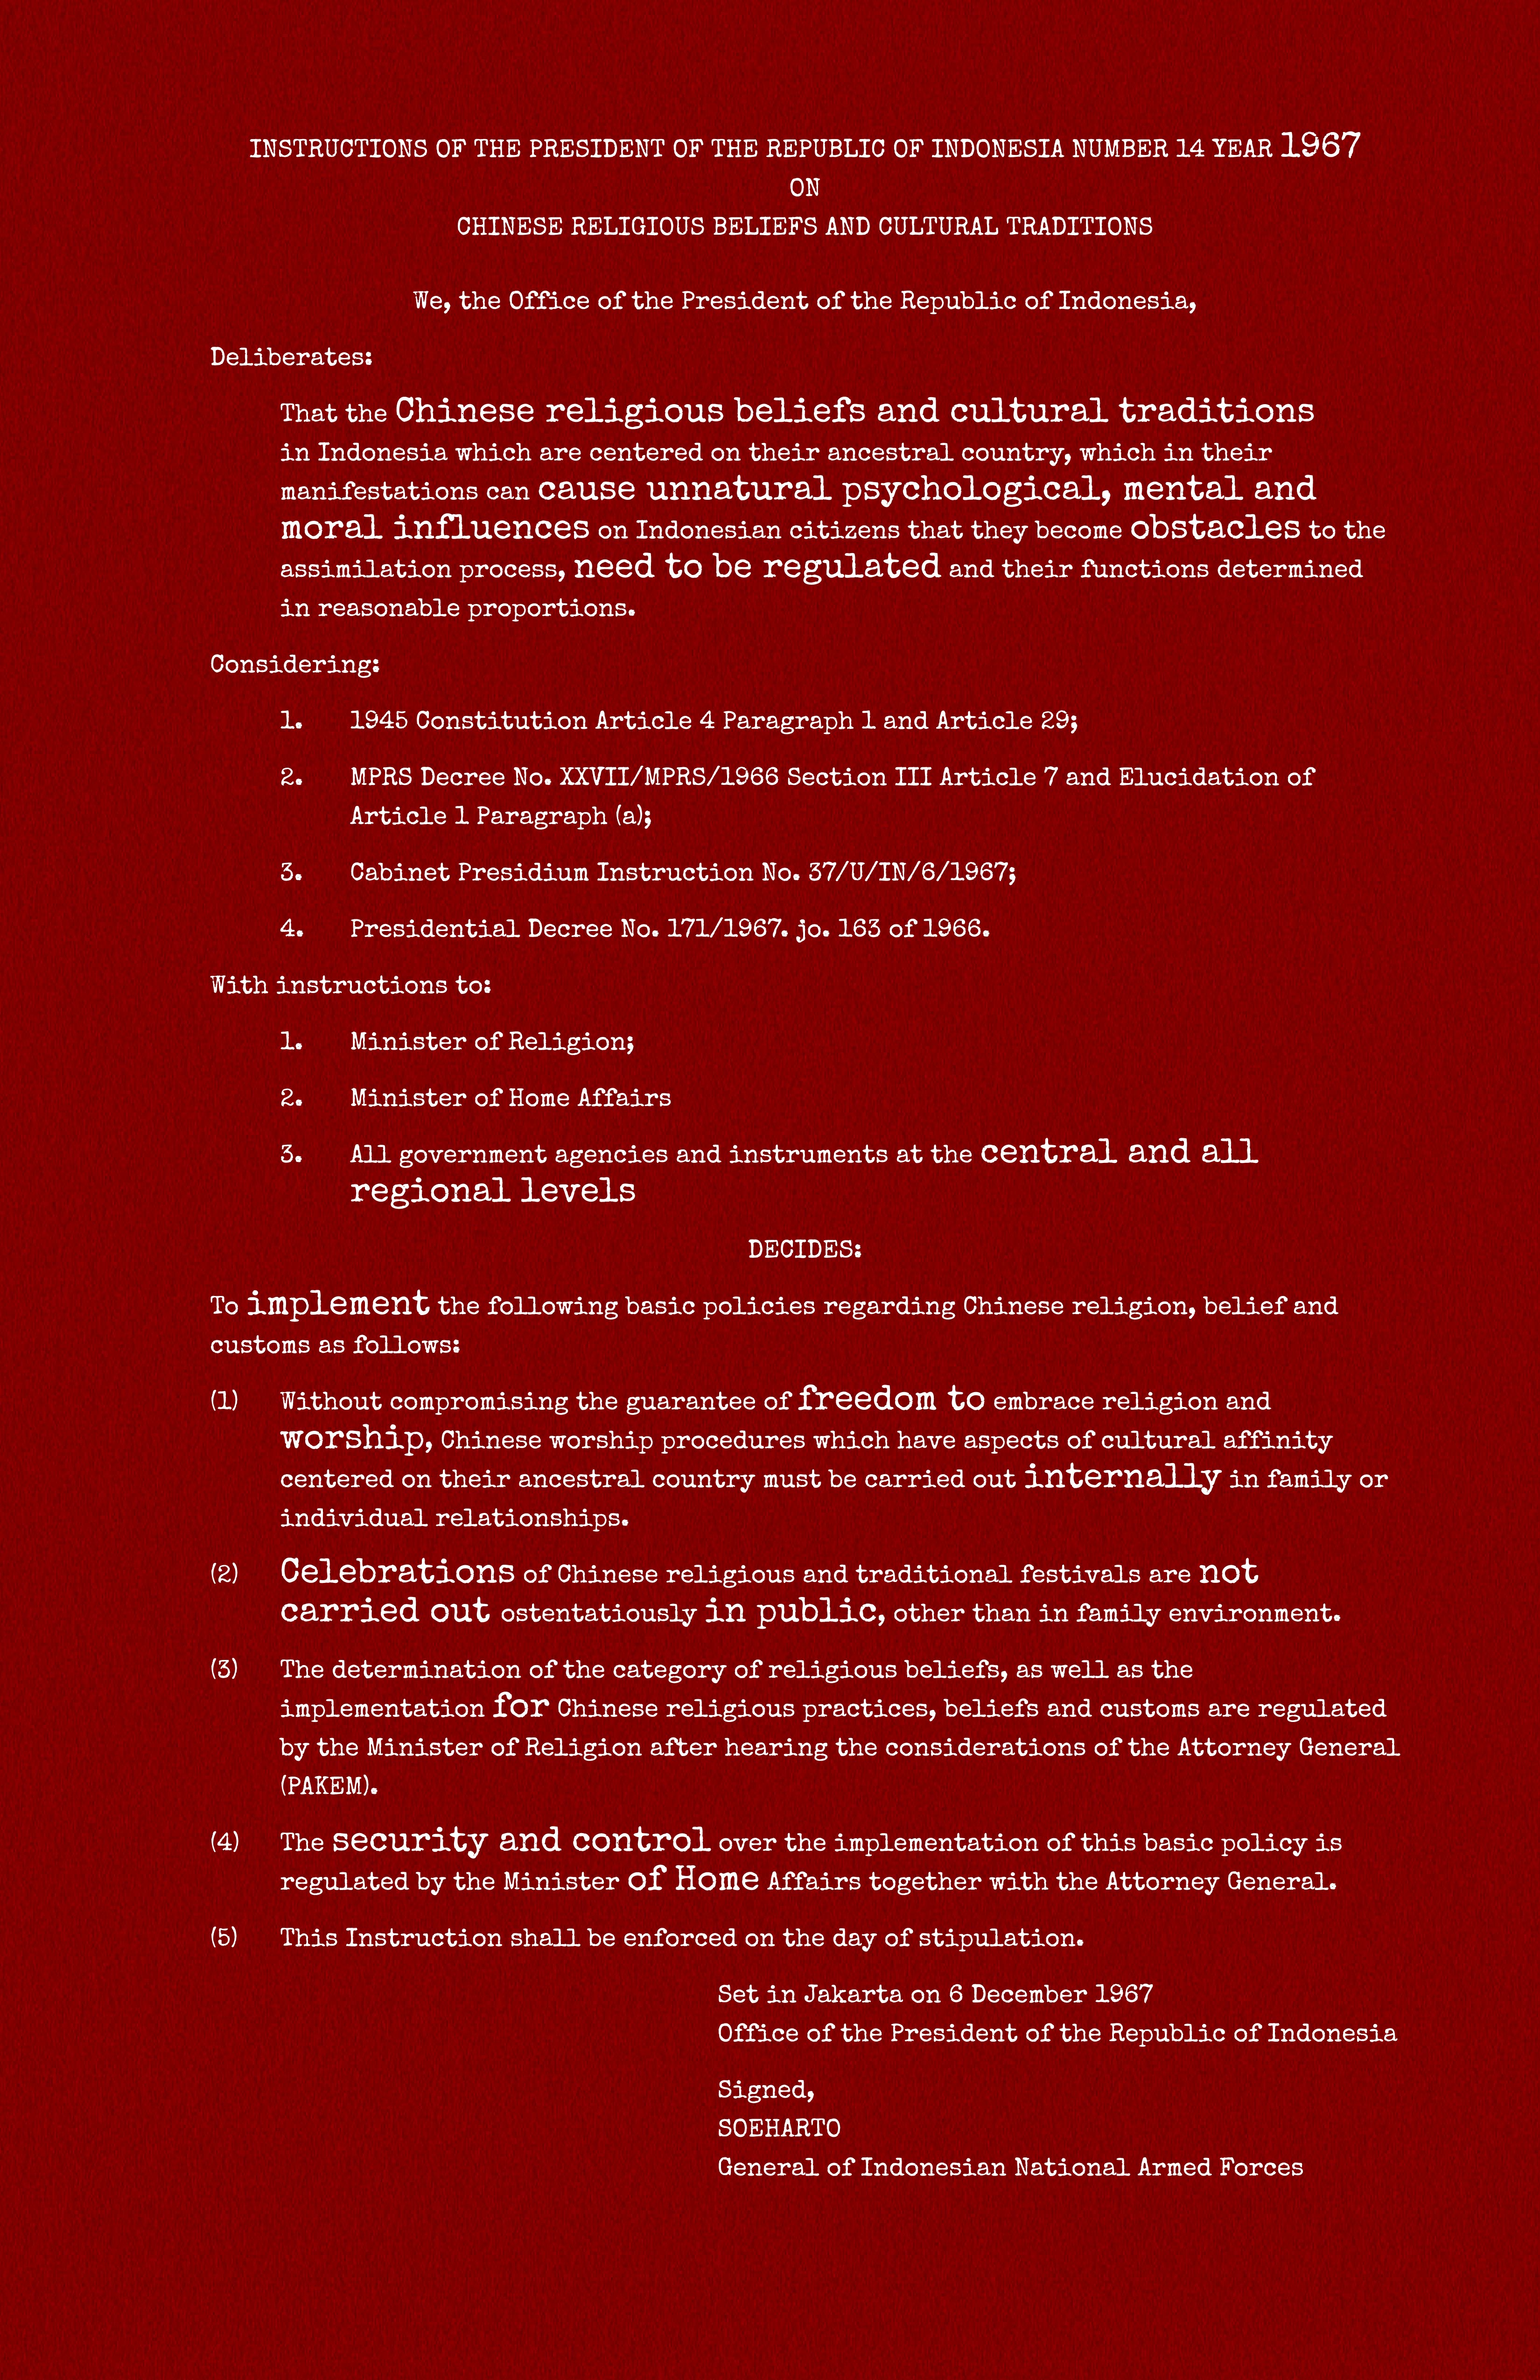 INSTRUCTIONS OF THE PRESIDENT OF THE REPUBLIC OF INDONESIA NUMBER 14 YEAR 1967
ON
CHINESE RELIGIOUS BELIEFS AND CULTURAL TRADITIONS
We, the Office of the President of the Republic of Indonesia,
Deliberates:
That the Chinese religious beliefs and cultural traditions
in Indonesia which are centered on their ancestral country, which in their
manifestations can cause unnatural psychological, mental and
moral influences on Indonesian citizens that they become obstacles to the
assimilation process, need to be regulated and their functions determined
in reasonable proportions.
Considering:
1. 1945 Constitution Article 4 Paragraph 1 and Article 29;
2. MPRS Decree No. XXVII/MPRS/1966 Section III Article 7 and Elucidation of
Article 1 Paragraph (a);
3. Cabinet Presidium Instruction No. 37/U/IN/6/1967;
4. Presidential Decree No. 171/1967. jo. 163 of 1966.
With instructions to:
1. Minister of Religion;
2. Minister of Home Affairs
3. All government agencies and instruments at the central and all
regional levels
DECIDES:
To implement the following basic policies regarding Chinese religion, belief and
customs as follows:
(1) Without compromising the guarantee of freedom to embrace religion and
worship, Chinese worship procedures which have aspects of cultural affinity
centered on their ancestral country must be carried out internally in family or
individual relationships.
(2) Celebrations of Chinese religious and traditional festivals are not
carried out ostentatiously in public, other than in family environment.
(3) The determination of the category of religious beliefs, as well as the
implementation for Chinese religious practices, beliefs and customs are regulated
by the Minister of Religion after hearing the considerations of the Attorney General
(PAKEM).
(4) The security and control over the implementation of this basic policy is
regulated by the Minister of Home Affairs together with the Attorney General.
(5) This Instruction shall be enforced on the day of stipulation.
Set in Jakarta on 6 December 1967
Office of the President of the Republic of Indonesia
Signed,
SOEHARTO
General of Indonesian National Armed Forces